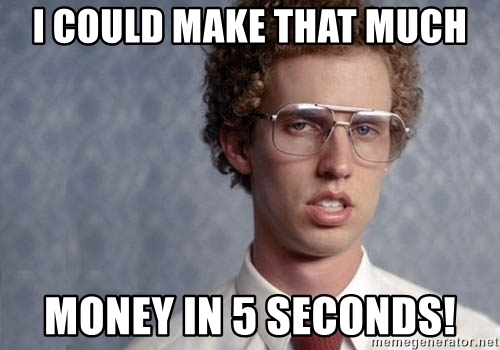 I COULD MAKE THAT MUCH
MONEY IN 5 SECONDS!
memegenerator.net